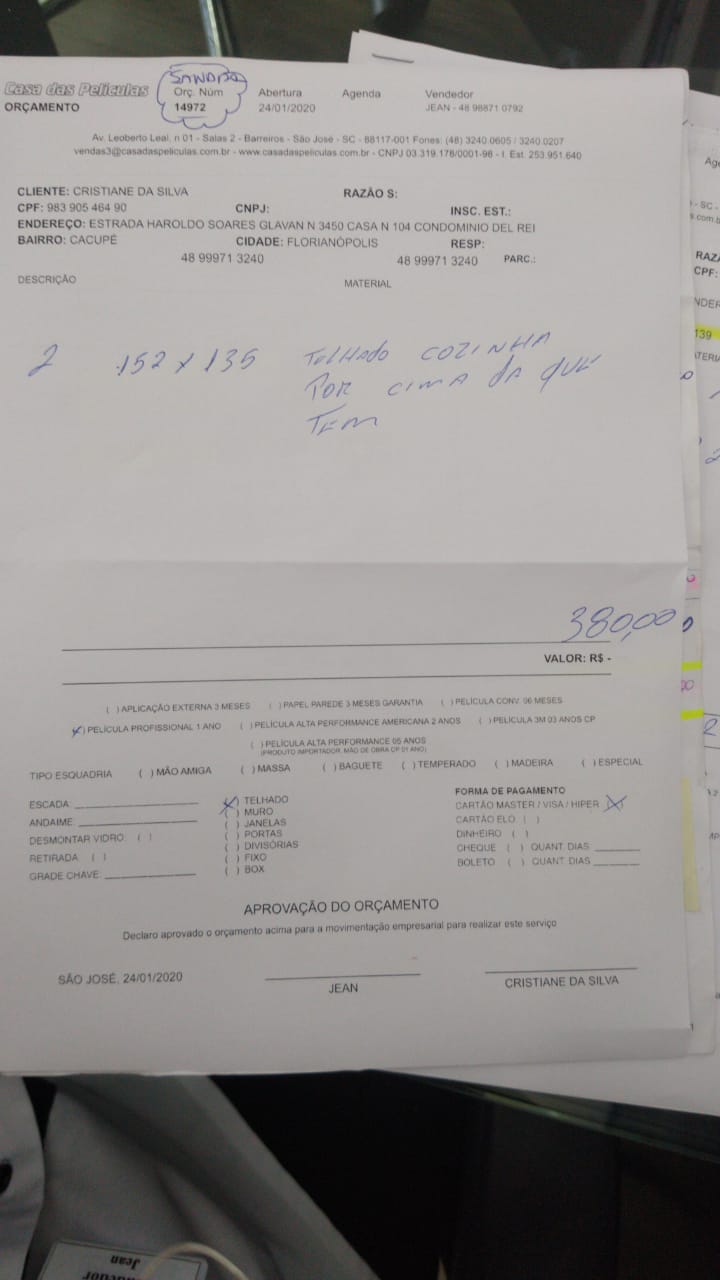 SANDRA
Casa das Películas
ORÇAMENTO
Orç. Núm
14972
Abertura
24/01/2020
Agenda
Vendedor
JEAN - 48 98871 0792
Av. Leoberto Leal, n 01 - Salas 2 - Barreiros - São José - SC - 88117-001 Fones: (48) 3240.0605 / 3240.0207
vendas3@casadaspeliculas.com.br - www.casadaspeliculas.com.br - CNPJ 03.319.178/0001-98 - I. Est. 253.951.640
CLIENTE: CRISTIANE DA SILVA RAZÃO S:
CPF: 983 905 464 90 CNPJ: INSC. EST.:
ENDEREÇO: ESTRADA HAROLDO SOARES GLAVAN N 3450 CASA N 104 CONDOMINIO DEL REI
BAIRRO: CACUPÉ CIDADE: FLORIANÓPOLIS RESP:
48 99971 3240 48 99971 3240 PARC.:
DESCRIÇÃO MATERIAL
2 152 x 135 TELHADO COZINHA
POR CIMA DA QUE
TEM
380,00
VALOR: R$ -
( ) APLICAÇÃO EXTERNA 3 MESES ( ) PAPEL PAREDE 3 MESES GARANTIA ( ) PELÍCULA CONV. 06 MESES
(X) PELÍCULA PROFISSIONAL 1 ANO ( ) PELÍCULA ALTA PERFORMANCE AMERICANA 2 ANOS ( ) PELÍCULA 3M 03 ANOS CP
( ) PELÍCULA ALTA PERFORMANCE 05 ANOS
(PRODUTO IMPORTADOR, MÃO DE OBRA CP 01 ANO)
TIPO ESQUADRIA ( ) MÃO AMIGA ( ) MASSA ( ) BAGUETE ( ) TEMPERADO ( ) MADEIRA ( ) ESPECIAL
ESCADA:
ANDAIME:
DESMONTAR VIDRO: ( )
RETIRADA: ( )
GRADE CHAVE:
(X) TELHADO
( ) MURO
( ) JANELAS
( ) PORTAS
( ) DIVISÓRIAS
( ) FIXO
( ) BOX
FORMA DE PAGAMENTO
CARTÃO MASTER / VISA / HIPER (X)
CARTÃO ELO ( )
DINHEIRO ( )
CHEQUE ( ) QUANT. DIAS
BOLETO ( ) QUANT. DIAS
APROVAÇÃO DO ORÇAMENTO
Declaro aprovado o orçamento acima para a movimentação empresarial para realizar este serviço
SÃO JOSÉ, 24/01/2020
JEAN
CRISTIANE DA SILVA
RAZÃ
CPF:
139
Jean